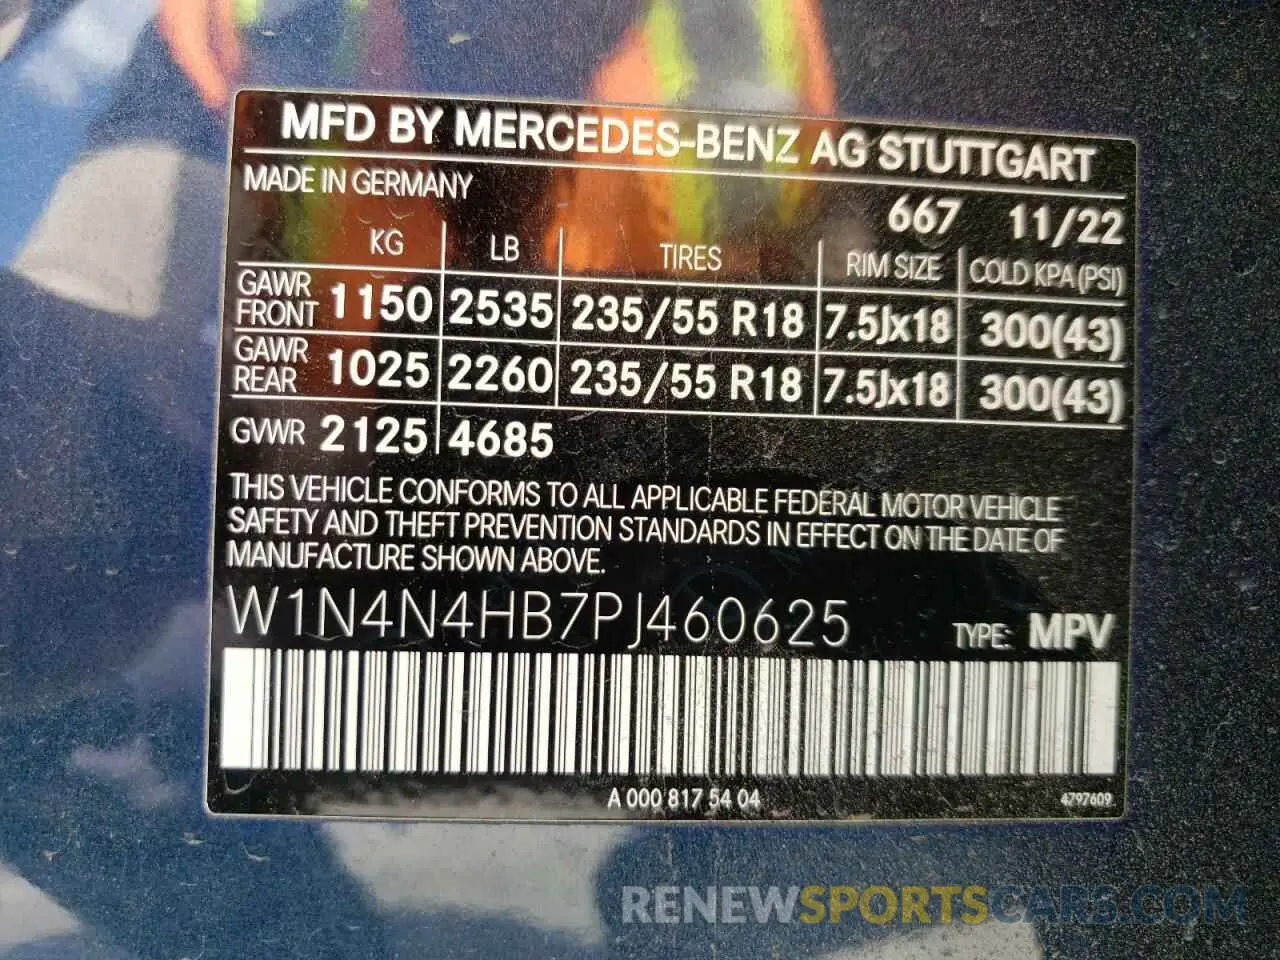 MFD BY MERCEDES-BENZ AG STUTTGART
MADE IN GERMANY
667 11/22
KG LB TIRES RIM SIZE COLD KPA (PSI)
GAWR FRONT 1150 2535 235/55 R18 7.5Jx18 300(43)
GAWR REAR 1025 2260 235/55 R18 7.5Jx18 300(43)
GVWR 2125 4685
THIS VEHICLE CONFORMS TO ALL APPLICABLE FEDERAL MOTOR VEHICLE
SAFETY AND THEFT PREVENTION STANDARDS IN EFFECT ON THE DATE OF
MANUFACTURE SHOWN ABOVE.
W1N4N4HB7PJ460625 TYPE: MPV
A 000 817 54 04 4797609
RENEWSPORTSCARS.COM